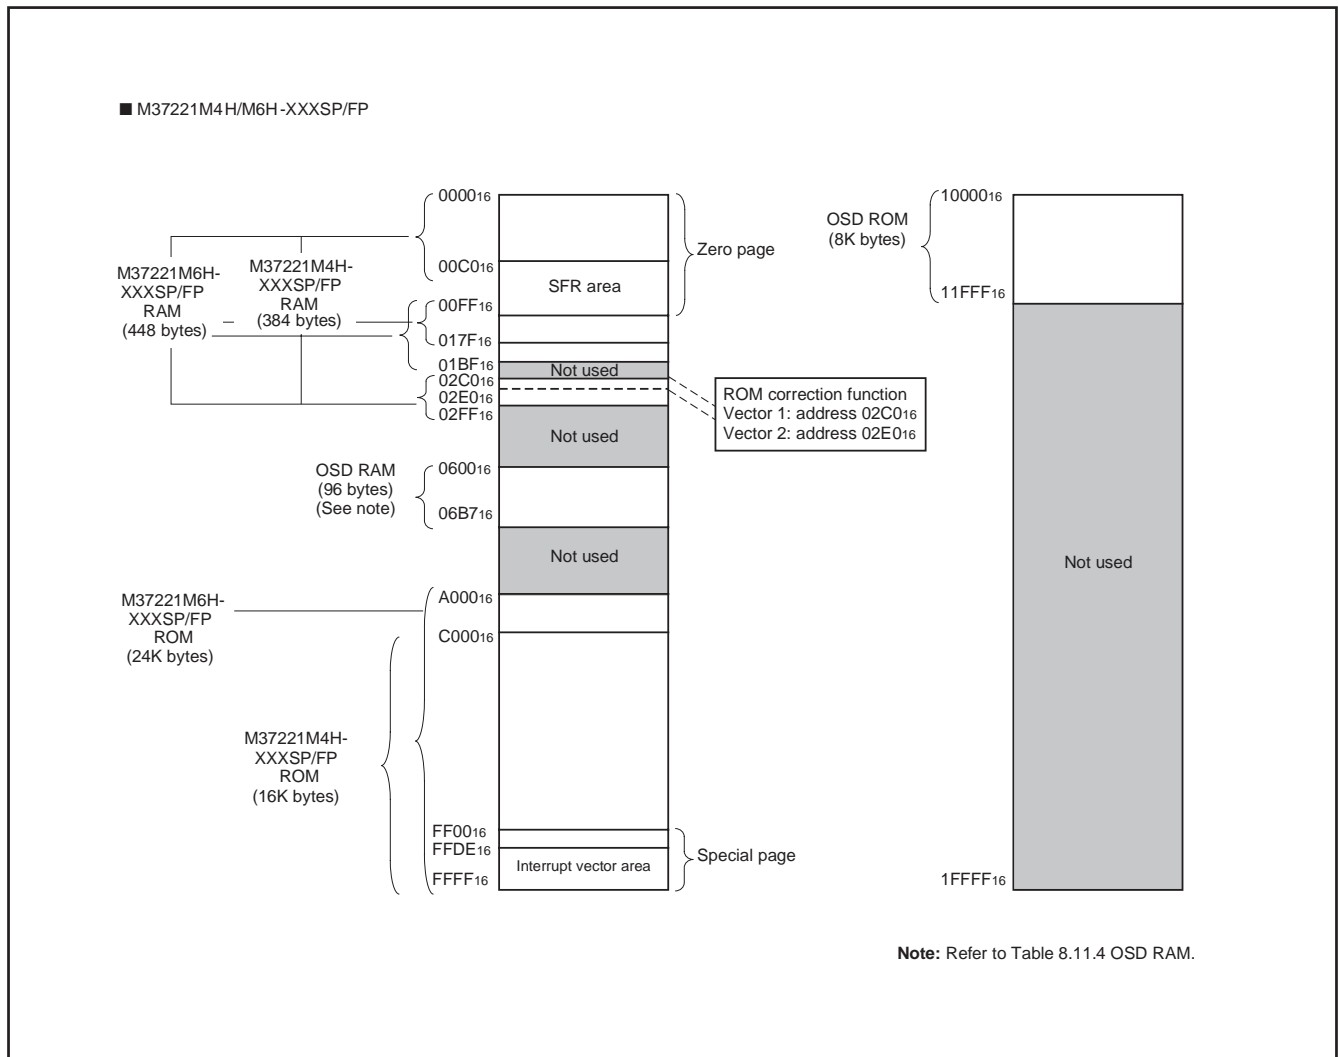 ■ M37221M4H/M6H-XXXSP/FP
M37221M6H-
XXXSP/FP
RAM
(448 bytes)
M37221M4H-
XXXSP/FP
RAM
(384 bytes)
0000₁₆
00C0₁₆
SFR area
00FF₁₆
Zero page
017F₁₆
01BF₁₆
Not used
02C0₁₆
02E0₁₆
02FF₁₆
ROM correction function
Vector 1: address 02C0₁₆
Vector 2: address 02E0₁₆
Not used
OSD RAM
(96 bytes)
(See note)
0600₁₆
06B7₁₆
Not used
M37221M6H-
XXXSP/FP
ROM
(24K bytes)
A000₁₆
C000₁₆
M37221M4H-
XXXSP/FP
ROM
(16K bytes)
FF00₁₆
FFDE₁₆
Interrupt vector area
FFFF₁₆
Special page
OSD ROM
(8K bytes)
10000₁₆
11FFF₁₆
Not used
1FFFF₁₆
Note: Refer to Table 8.11.4 OSD RAM.